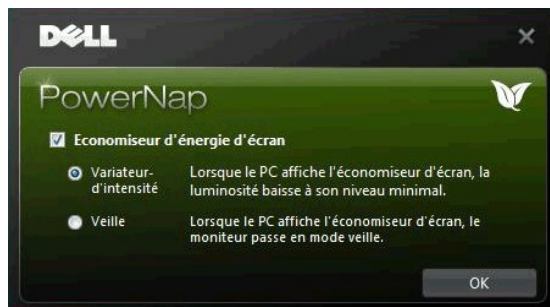 DELL
PowerNap
Economiseur d'énergie d'écran
Variateur-
d'intensité
Lorsque le PC affiche l'économiseur d'écran, la
luminosité baisse à son niveau minimal.
Veille
Lorsque le PC affiche l'économiseur d'écran, le
moniteur passe en mode veille.
OK